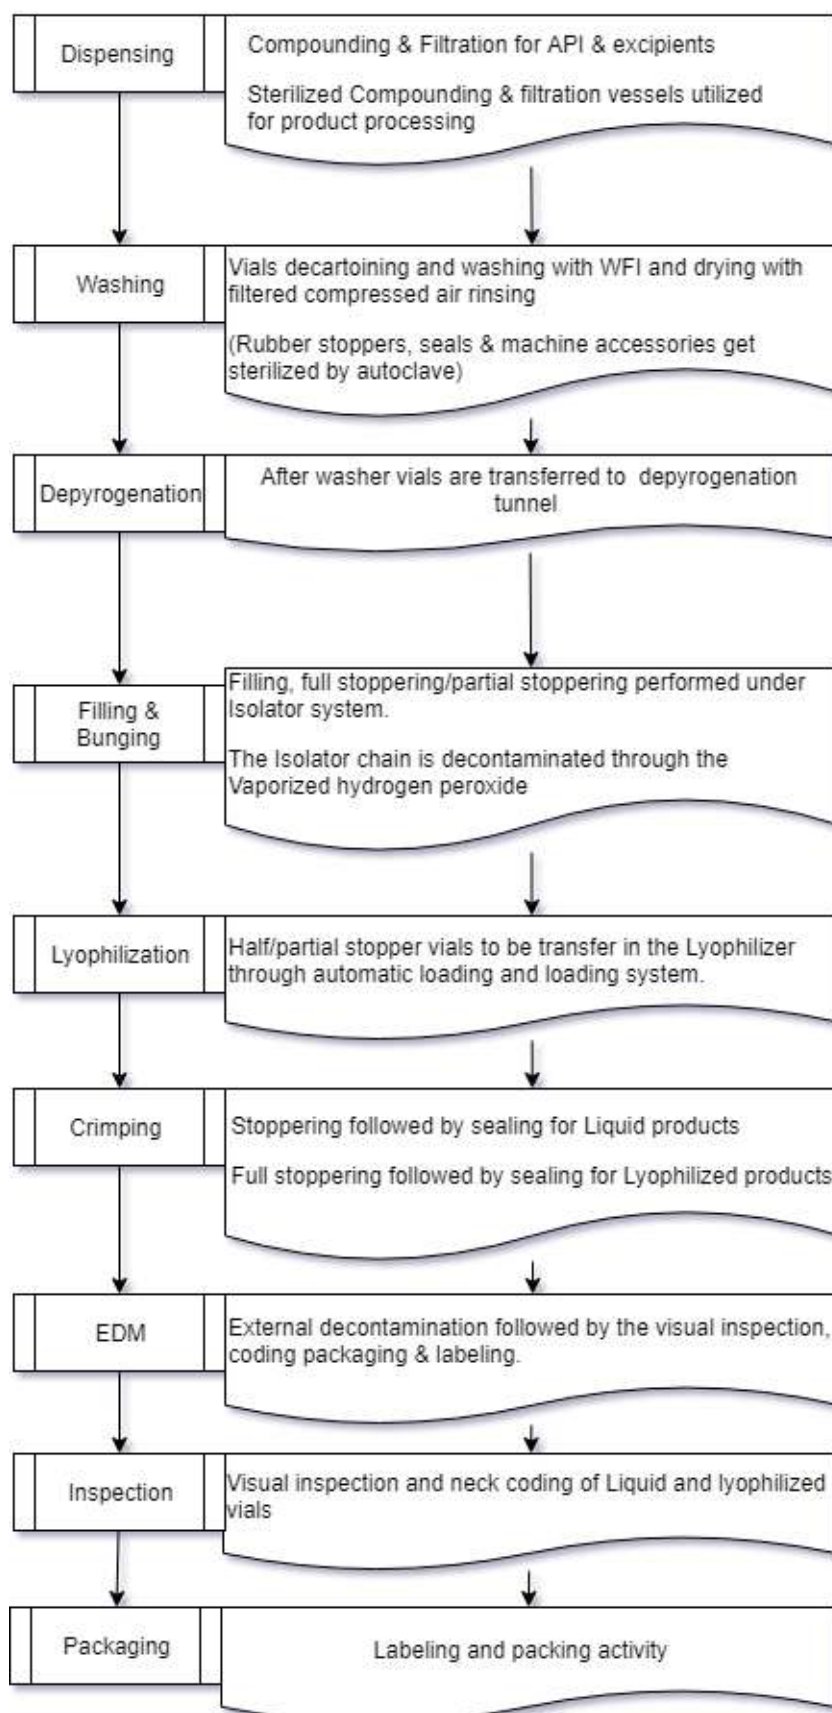 Dispensing
Compounding & Filtration for API & excipients
Sterilized Compounding & filtration vessels utilized
for product processing
Washing
Vials decartoining and washing with WFI and drying with
filtered compressed air rinsing
(Rubber stoppers, seals & machine accessories get
sterilized by autoclave)
Depyrogenation
After washer vials are transferred to depyrogenation
tunnel
Filling &
Bunging
Filling, full stoppering/partial stoppering performed under
Isolator system.
The Isolator chain is decontaminated through the
Vaporized hydrogen peroxide
Lyophilization
Half/partial stopper vials to be transfer in the Lyophilizer
through automatic loading and loading system.
Crimping
Stoppering followed by sealing for Liquid products
Full stoppering followed by sealing for Lyophilized products
EDM
External decontamination followed by the visual inspection,
coding packaging & labeling.
Inspection
Visual inspection and neck coding of Liquid and lyophilized
vials
Packaging
Labeling and packing activity